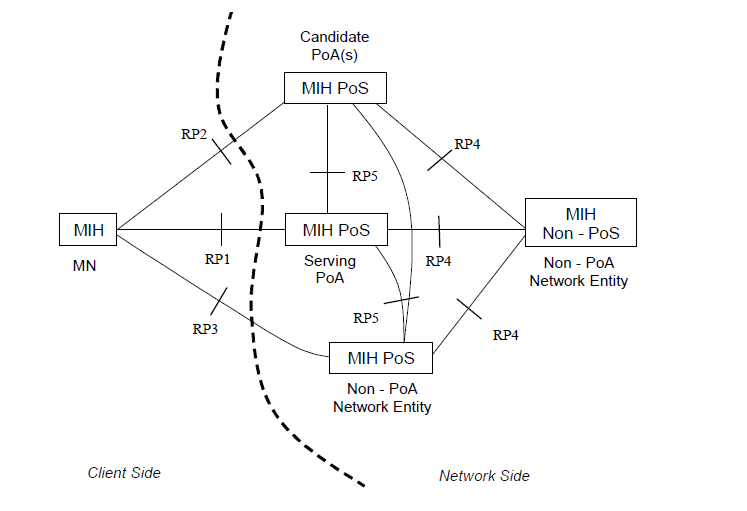 Candidate
PoA(s)
MIH PoS
RP2
RP4
RP5
MIH
MN
RP1
MIH PoS
Serving
PoA
RP4
MIH
Non - PoS
Non - PoA
Network Entity
RP3
RP5
RP4
MIH PoS
Non - PoA
Network Entity
Client Side
Network Side